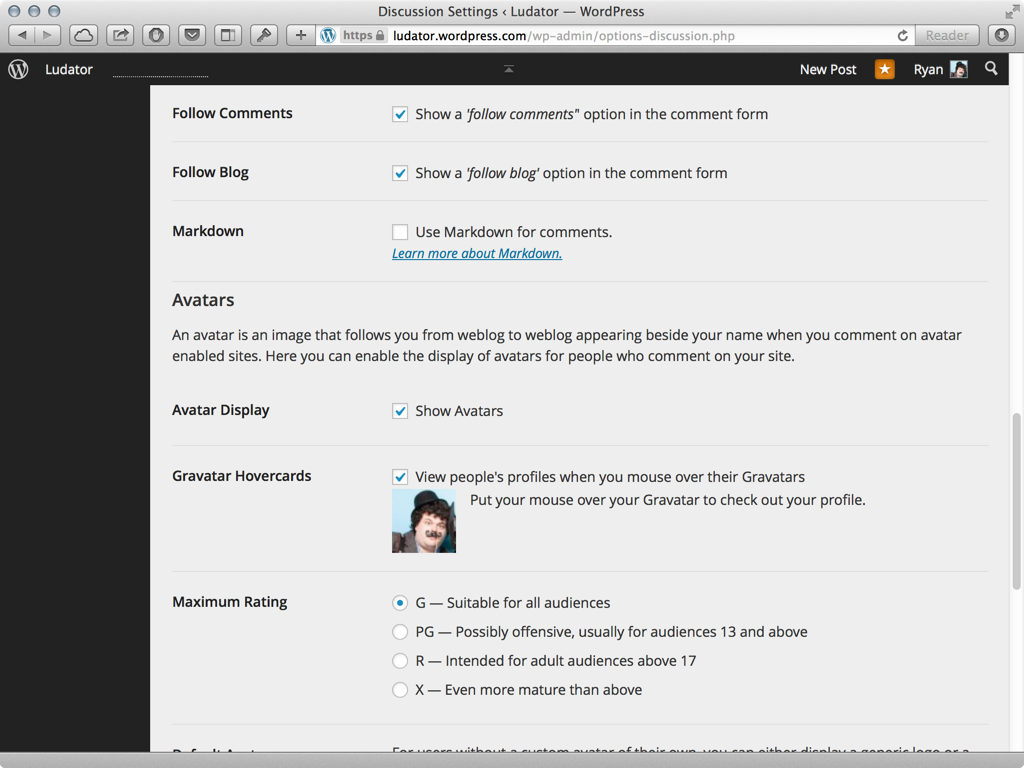 Discussion Settings ‹ Ludator — WordPress
https ludator.wordpress.com/wp-admin/options-discussion.php
Reader
Ludator
New Post
Ryan
Follow Comments
Show a 'follow comments" option in the comment form
Follow Blog
Show a 'follow blog' option in the comment form
Markdown
Use Markdown for comments.
Learn more about Markdown.
Avatars
An avatar is an image that follows you from weblog to weblog appearing beside your name when you comment on avatar
enabled sites. Here you can enable the display of avatars for people who comment on your site.
Avatar Display
Show Avatars
Gravatar Hovercards
View people's profiles when you mouse over their Gravatars
Put your mouse over your Gravatar to check out your profile.
Maximum Rating
G — Suitable for all audiences
PG — Possibly offensive, usually for audiences 13 and above
R — Intended for adult audiences above 17
X — Even more mature than above
For users without a custom avatar of their own, you can either display a generic logo or a